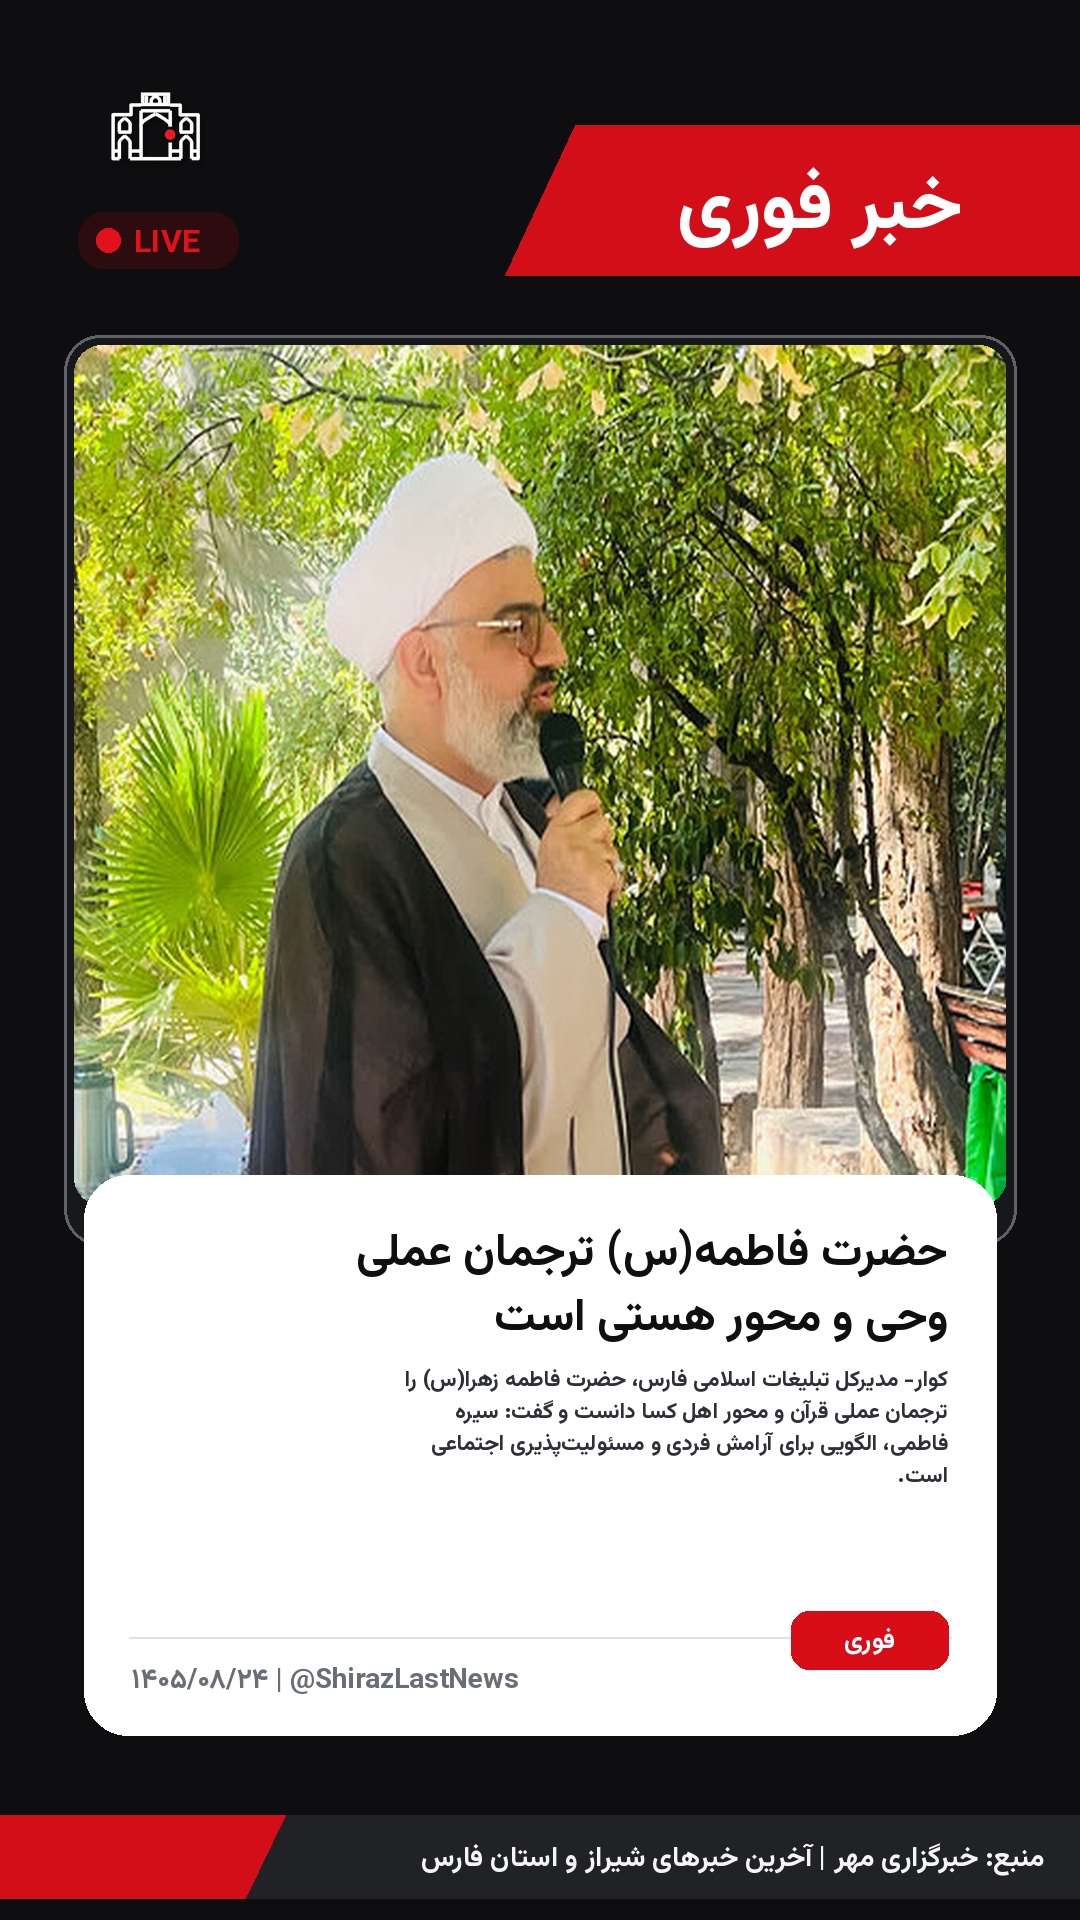 خبر فوری
LIVE
حضرت فاطمه(س) ترجمان عملی
وحی و محور هستی است
کوار- مدیرکل تبلیغات اسلامی فارس، حضرت فاطمه زهرا(س) را
ترجمان عملی قرآن و محور اهل کسا دانست و گفت: سیره
فاطمی، الگویی برای آرامش فردی و مسئولیت‌پذیری اجتماعی
است.
فوری
۱۴۰۵/۰۸/۲۴ | @ShirazLastNews
منبع: خبرگزاری مهر | آخرین خبرهای شیراز و استان فارس